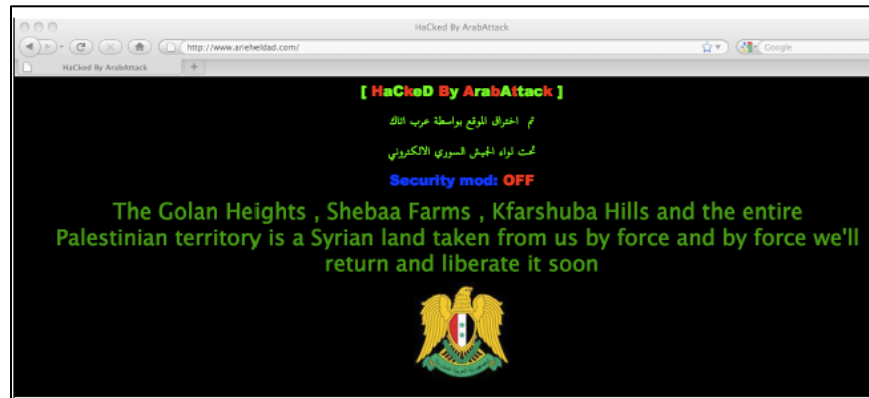 HaCked By ArabAttack
http://www.arieheldad.com/
Google
HaCked By ArabAttack
[ HaCkeD By ArabAttack ]
تم اختراق الموقع بواسطة عرب اتاك
تحت لواء الجيش السوري الالكتروني
Security mod: OFF
The Golan Heights , Shebaa Farms , Kfarshuba Hills and the entire
Palestinian territory is a Syrian land taken from us by force and by force we'll
return and liberate it soon